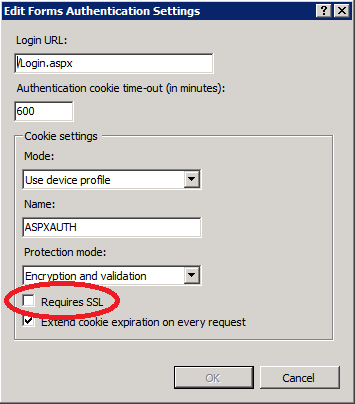 Edit Forms Authentication Settings
Login URL:
/Login.aspx
Authentication cookie time-out (in minutes):
600
Cookie settings
Mode:
Use device profile
Name:
ASPXAUTH
Protection mode:
Encryption and validation
Requires SSL
Extend cookie expiration on every request
OK
Cancel